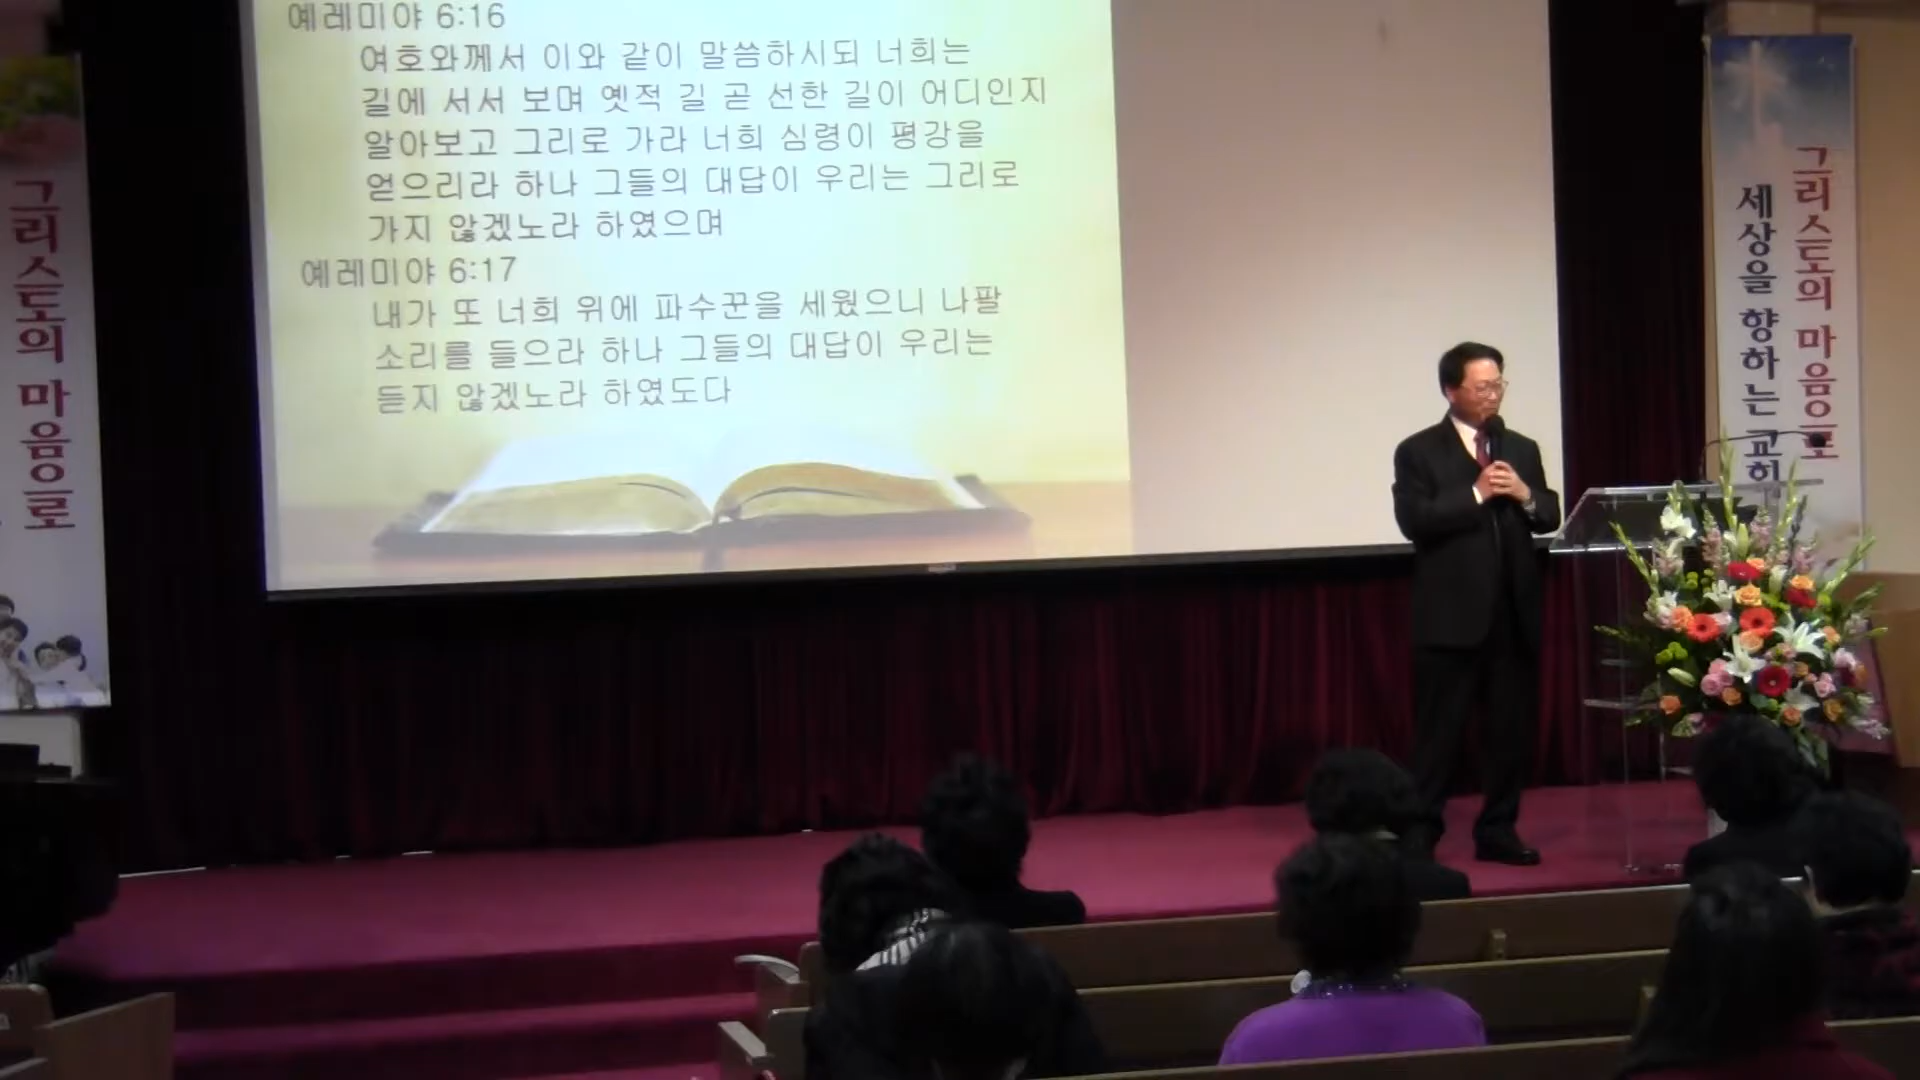 예레미야 6:16
여호와께서 이와 같이 말씀하시되 너희는
길에 서서 보며 옛적 길 곧 선한 길이 어디인지
알아보고 그리로 가라 너희 심령이 평강을
얻으리라 하나 그들의 대답이 우리는 그리로
가지 않겠노라 하였으며
예레미야 6:17
내가 또 너희 위에 파수꾼을 세웠으니 나팔
소리를 들으라 하나 그들의 대답이 우리는
듣지 않겠노라 하였도다
그리스도의 마음으로
그리스도의 마음으로
세상을 향하는 교회